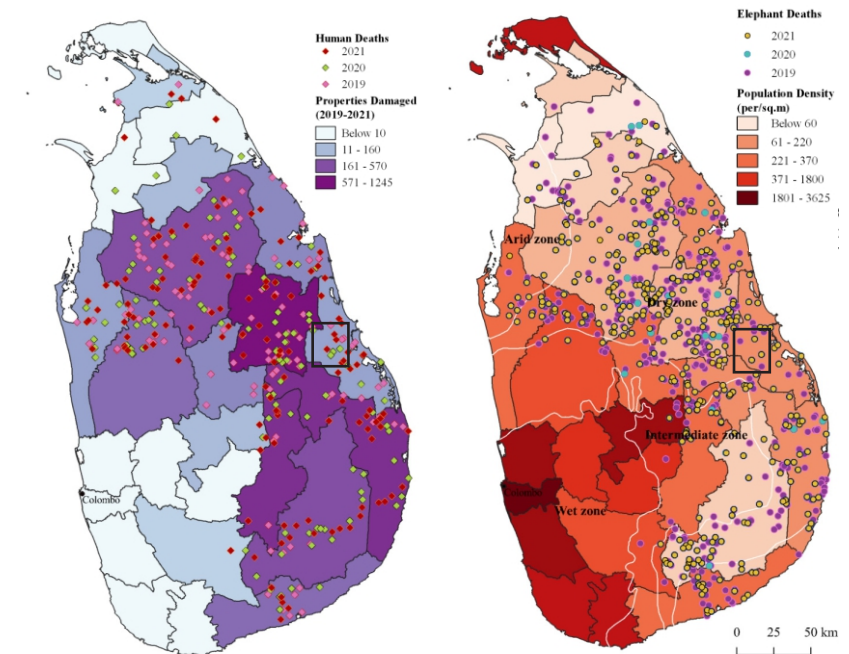 Human Deaths
2021
2020
2019
Properties Damaged
(2019-2021)
Below 10
11 - 160
161 - 570
571 - 1245
Colombo
Elephant Deaths
2021
2020
2019
Population Density
(per/sq.m)
Below 60
61 - 220
221 - 370
371 - 1800
1801 - 3625
Arid zone
Dry zone
Intermediate zone
Colombo
Wet zone
0 25 50 km